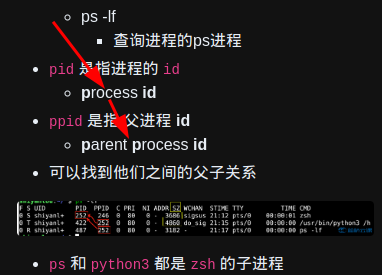 ps -lf
查询进程的ps进程
pid 是指进程的 id
process id
ppid 是指 父进程 id
parent process id
可以找到他们之间的父子关系
F S UID PID PPID C PRI NI ADDR SZ WCHAN STIME TTY TIME CMD
0 S shiyanl+ 252 246 0 80 0 - 3686 sigsus 21:12 pts/0 00:00:00 zsh
0 T shiyanl+ 422 252 0 80 0 - 4860 do_sig 21:15 pts/0 00:00:00 /usr/bin/python3 /h
0 R shiyanl+ 487 252 0 80 0 - 3182 - 21:17 pts/0 00:00:00 ps -lf
ps 和 python3 都是 zsh 的子进程